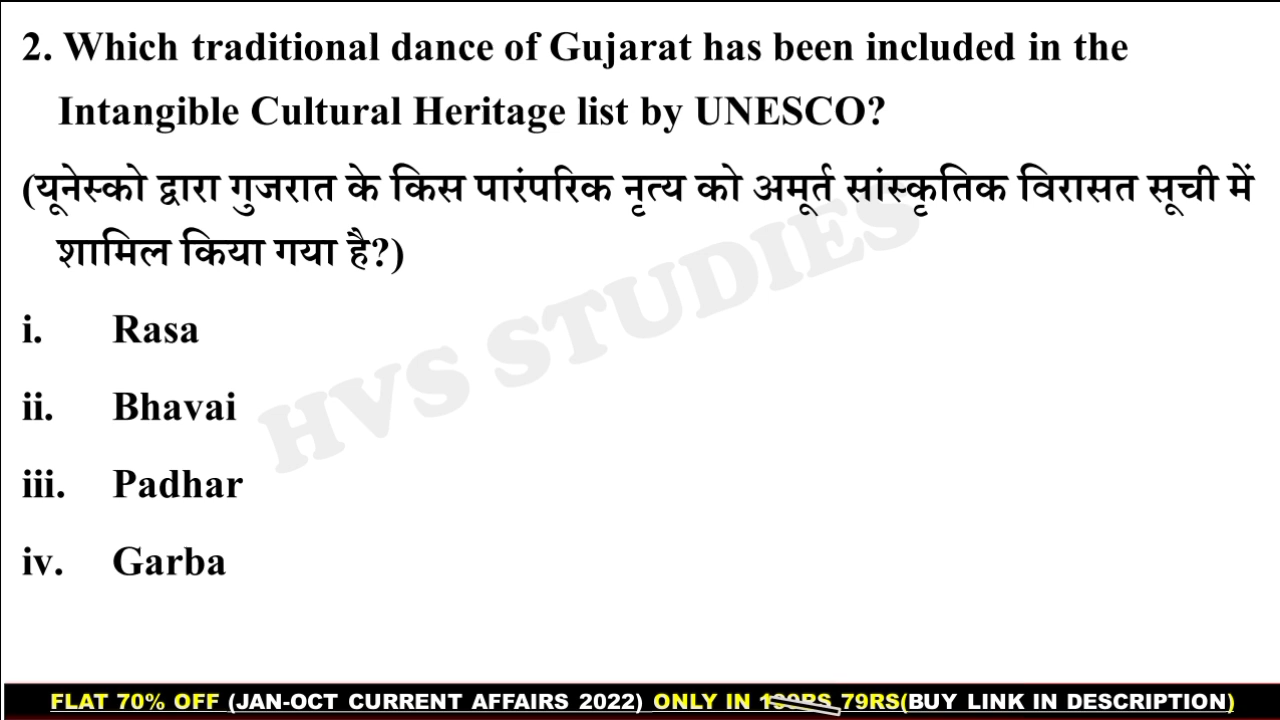 2. Which traditional dance of Gujarat has been included in the
Intangible Cultural Heritage list by UNESCO?
(यूनेस्को द्वारा गुजरात के किस पारंपरिक नृत्य को अमूर्त सांस्कृतिक विरासत सूची में
शामिल किया गया है?)
HVS STUDIES
i. Rasa
ii. Bhavai
iii. Padhar
iv. Garba
FLAT 70% OFF (JAN-OCT CURRENT AFFAIRS 2022) ONLY IN 79RS(BUY LINK IN DESCRIPTION)